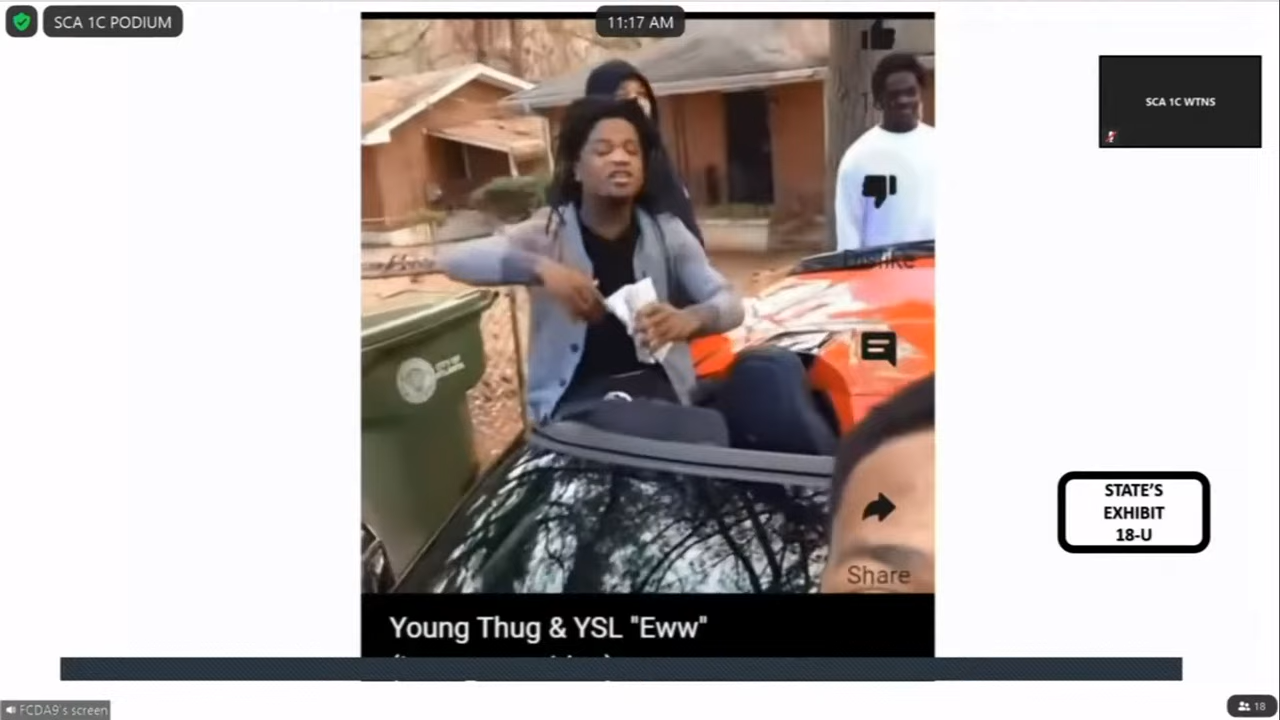 SCA 1C PODIUM
11:17 AM
SCA 1C WTNS
Dislike
STATE'S
EXHIBIT
18-U
Share
Young Thug & YSL "Eww"
FCDA9's screen
18